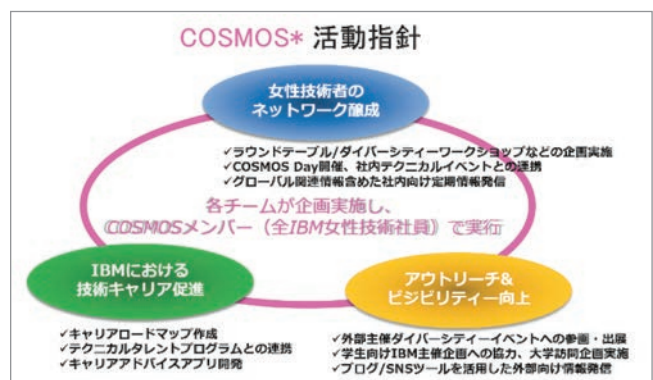 COSMOS* 活動指針
女性技術者の
ネットワーク醸成
✓ラウンドテーブル/ダイバーシティーワークショップなどの企画実施
✓COSMOS Day開催、社内テクニカルイベントとの連携
✓グローバル関連情報含めた社内向け定期情報発信
各チームが企画実施し、
COSMOSメンバー（全IBM女性技術社員）で実行
IBMにおける
技術キャリア促進
✓キャリアロードマップ作成
✓テクニカルタレントプログラムとの連携
✓キャリアアドバイスアプリ開発
アウトリーチ&
ビジビリティー向上
✓外部主催ダイバーシティーイベントへの参画・出展
✓学生向けIBM主催企画への協力、大学訪問企画実施
✓ブログ/SNSツールを活用した外部向け情報発信